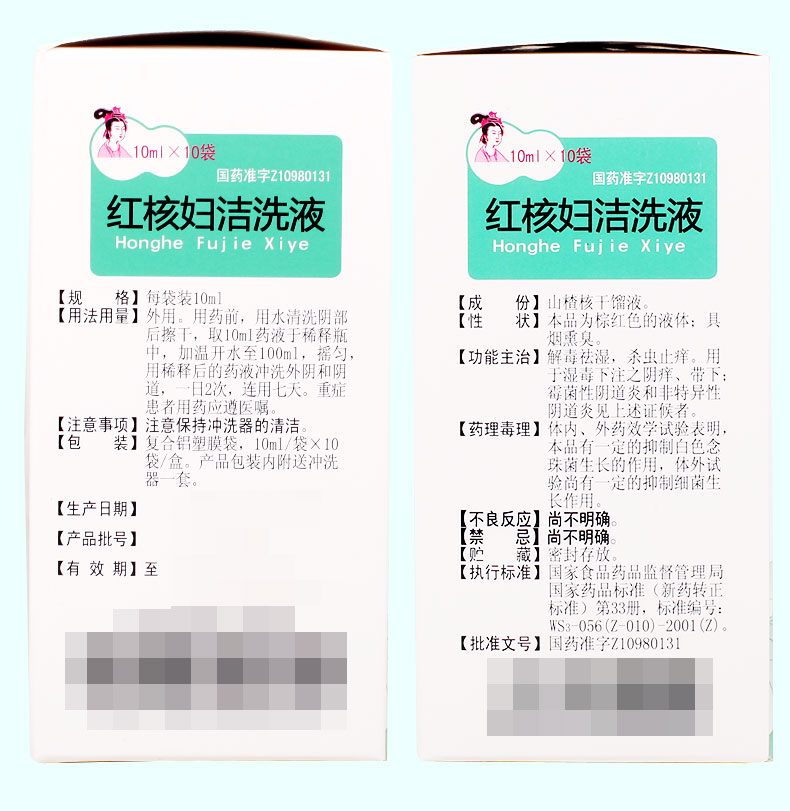 10ml×10袋
国药准字Z10980131
红核妇洁洗液
Honghe Fujie Xiye
【规 格】每袋装10ml
【用法用量】外用。用药前，用水清洗阴部
后擦干，取10ml药液于稀释瓶
中，加温开水至100ml，摇匀，
用稀释后的药液冲洗外阴和阴
道，一日2次，连用七天。重症
患者用药应遵医嘱。
【注意事项】注意保持冲洗器的清洁。
【包 装】复合铝塑膜袋，10ml/袋×10
袋/盒。产品包装内附送冲洗
器一套。
【生产日期】
【产品批号】
【有 效 期】至
10ml×10袋
国药准字Z10980131
红核妇洁洗液
Honghe Fujie Xiye
【成 份】山楂核干馏液。
【性 状】本品为棕红色的液体；具
烟熏臭。
【功能主治】解毒祛湿，杀虫止痒。用
于湿毒下注之阴痒、带下；
霉菌性阴道炎和非特异性
阴道炎见上述证候者。
【药理毒理】体内、外药效学试验表明，
本品有一定的抑制白色念
珠菌生长的作用，体外试
验尚有一定的抑制细菌生
长作用。
【不良反应】尚不明确。
【禁 忌】尚不明确。
【贮 藏】密封存放。
【执行标准】国家食品药品监督管理局
国家药品标准（新药转正
标准）第33册，标准编号：
WS₃-056(Z-010)-2001(Z)。
【批准文号】国药准字Z10980131